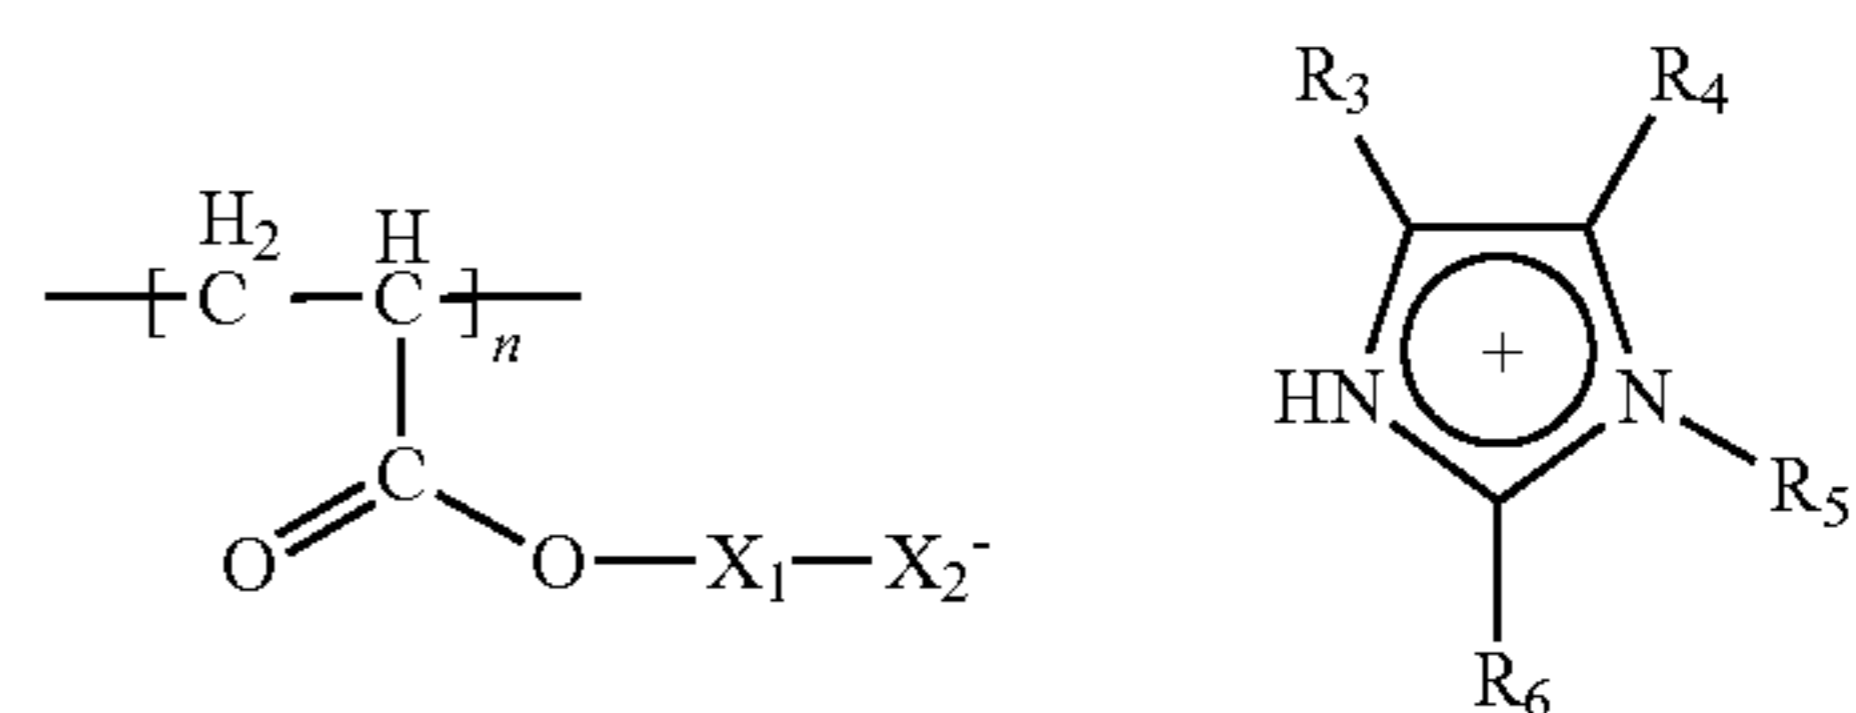 R3 R4
H2 H
[ C C ]n
+
HN N
C
R5
O O X1 X2-
R6